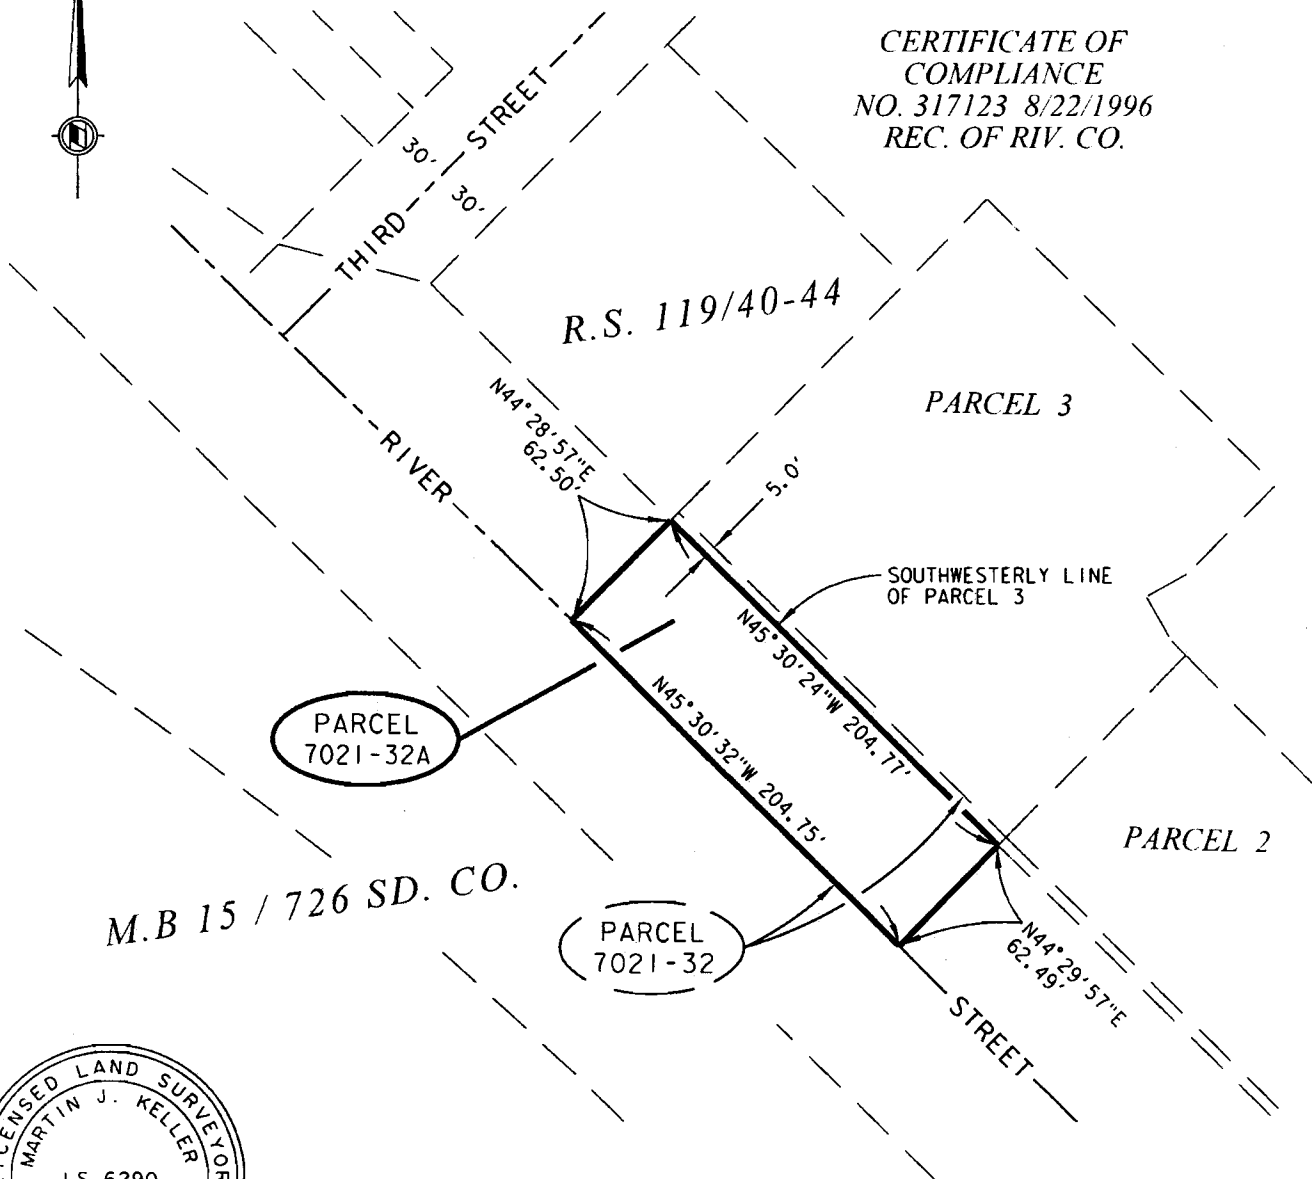 CERTIFICATE OF
COMPLIANCE
NO. 317123 8/22/1996
REC. OF RIV. CO.
30'
30'
THIRD STREET
R.S. 119/40-44
PARCEL 3
N44°28'57"E
62.50'
5.0'
RIVER STREET
SOUTHWESTERLY LINE
OF PARCEL 3
N45°30'24"W 204.77'
N45°30'32"W 204.75'
PARCEL
7021-32A
PARCEL 2
M.B 15 / 726 SD. CO.
PARCEL
7021-32
N44°29'57"E
62.49'
LAND SURVEYOR
MARTIN J. KELLER